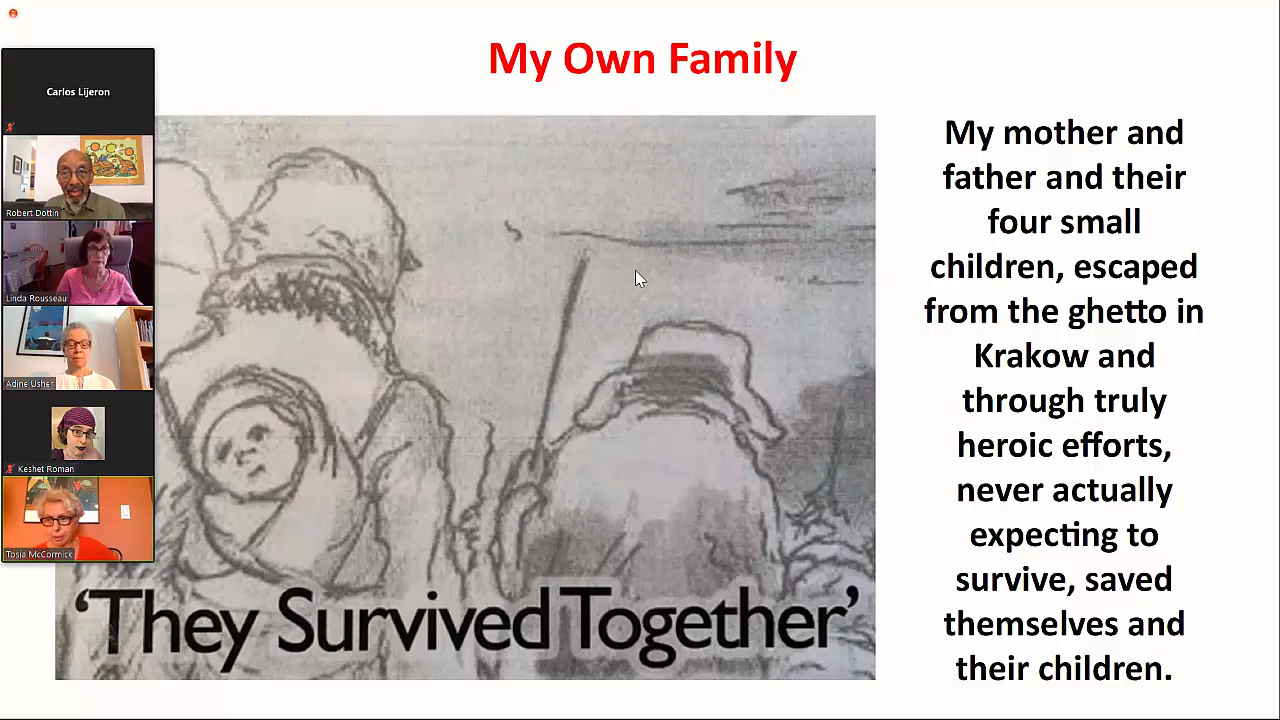 My Own Family
Carlos Lijeron
Robert Dottin
Linda Rousseau
Adine Usher
Keshet Roman
Tosia McCormick
'They Survived Together'
My mother and
father and their
four small
children, escaped
from the ghetto in
Krakow and
through truly
heroic efforts,
never actually
expecting to
survive, saved
themselves and
their children.